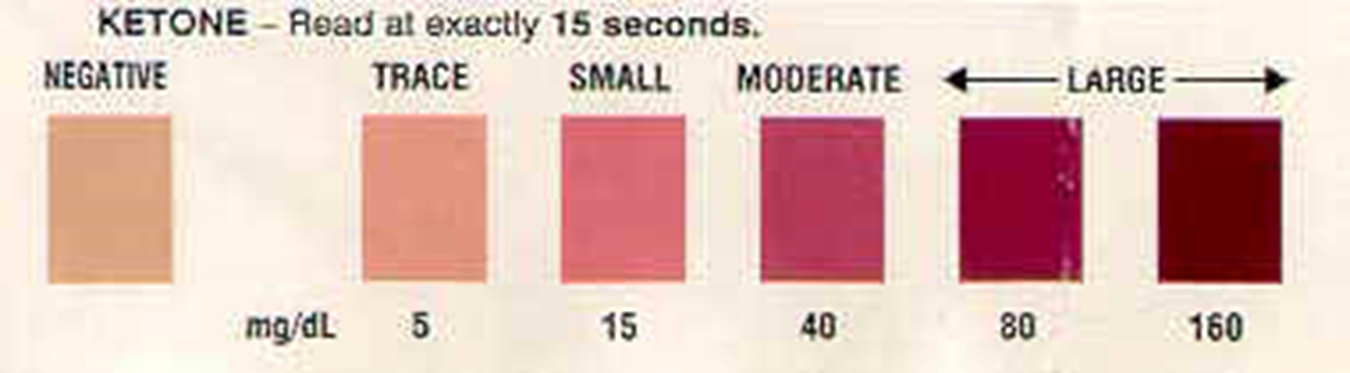 KETONE – Read at exactly 15 seconds.
NEGATIVE TRACE SMALL MODERATE LARGE
mg/dL 5 15 40 80 160